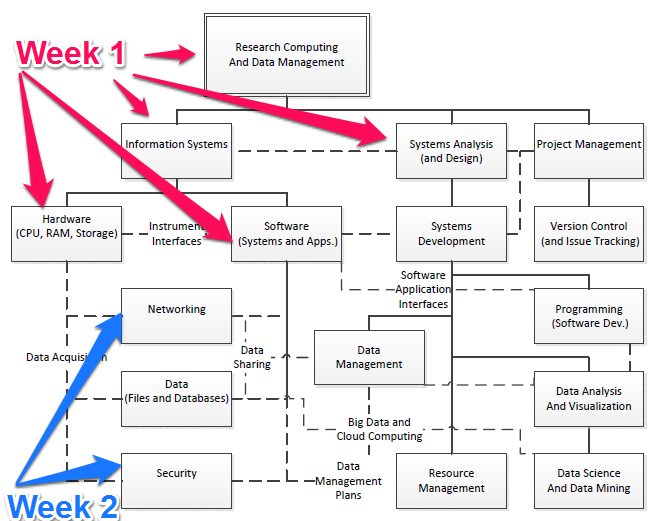 Week 1
Research Computing
And Data Management
Information Systems
Systems Analysis
(and Design)
Project Management
Hardware
(CPU, RAM, Storage)
Instrument
Interfaces
Software
(Systems and Apps.)
Systems
Development
Version Control
(and Issue Tracking)
Software
Application
Interfaces
Networking
Programming
(Software Dev.)
Data Acquisition
Data
Sharing
Data
Management
Data
(Files and Databases)
Data Analysis
And Visualization
Big Data and
Cloud Computing
Security
Data
Management
Plans
Resource
Management
Data Science
And Data Mining
Week 2